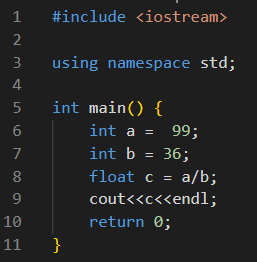 1 #include <iostream>
2
3 using namespace std;
4
5 int main() {
6     int a =  99;
7     int b = 36;
8     float c = a/b;
9     cout<<c<<endl;
10     return 0;
11 }